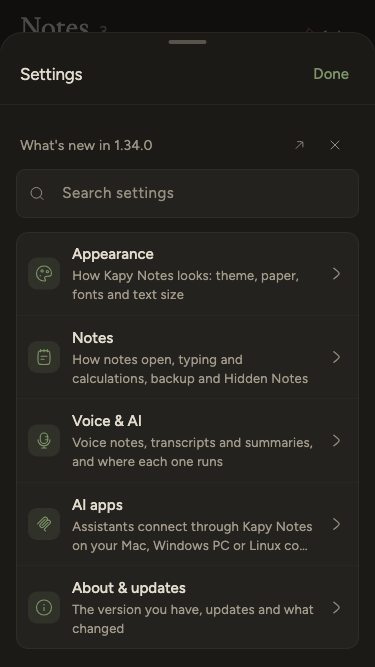 Notes 3
Settings
Done
What's new in 1.34.0
Search settings
Appearance
How Kapy Notes looks: theme, paper,
fonts and text size
Notes
How notes open, typing and
calculations, backup and Hidden Notes
Voice & AI
Voice notes, transcripts and summaries,
and where each one runs
AI apps
Assistants connect through Kapy Notes
on your Mac, Windows PC or Linux co...
About & updates
The version you have, updates and what
changed